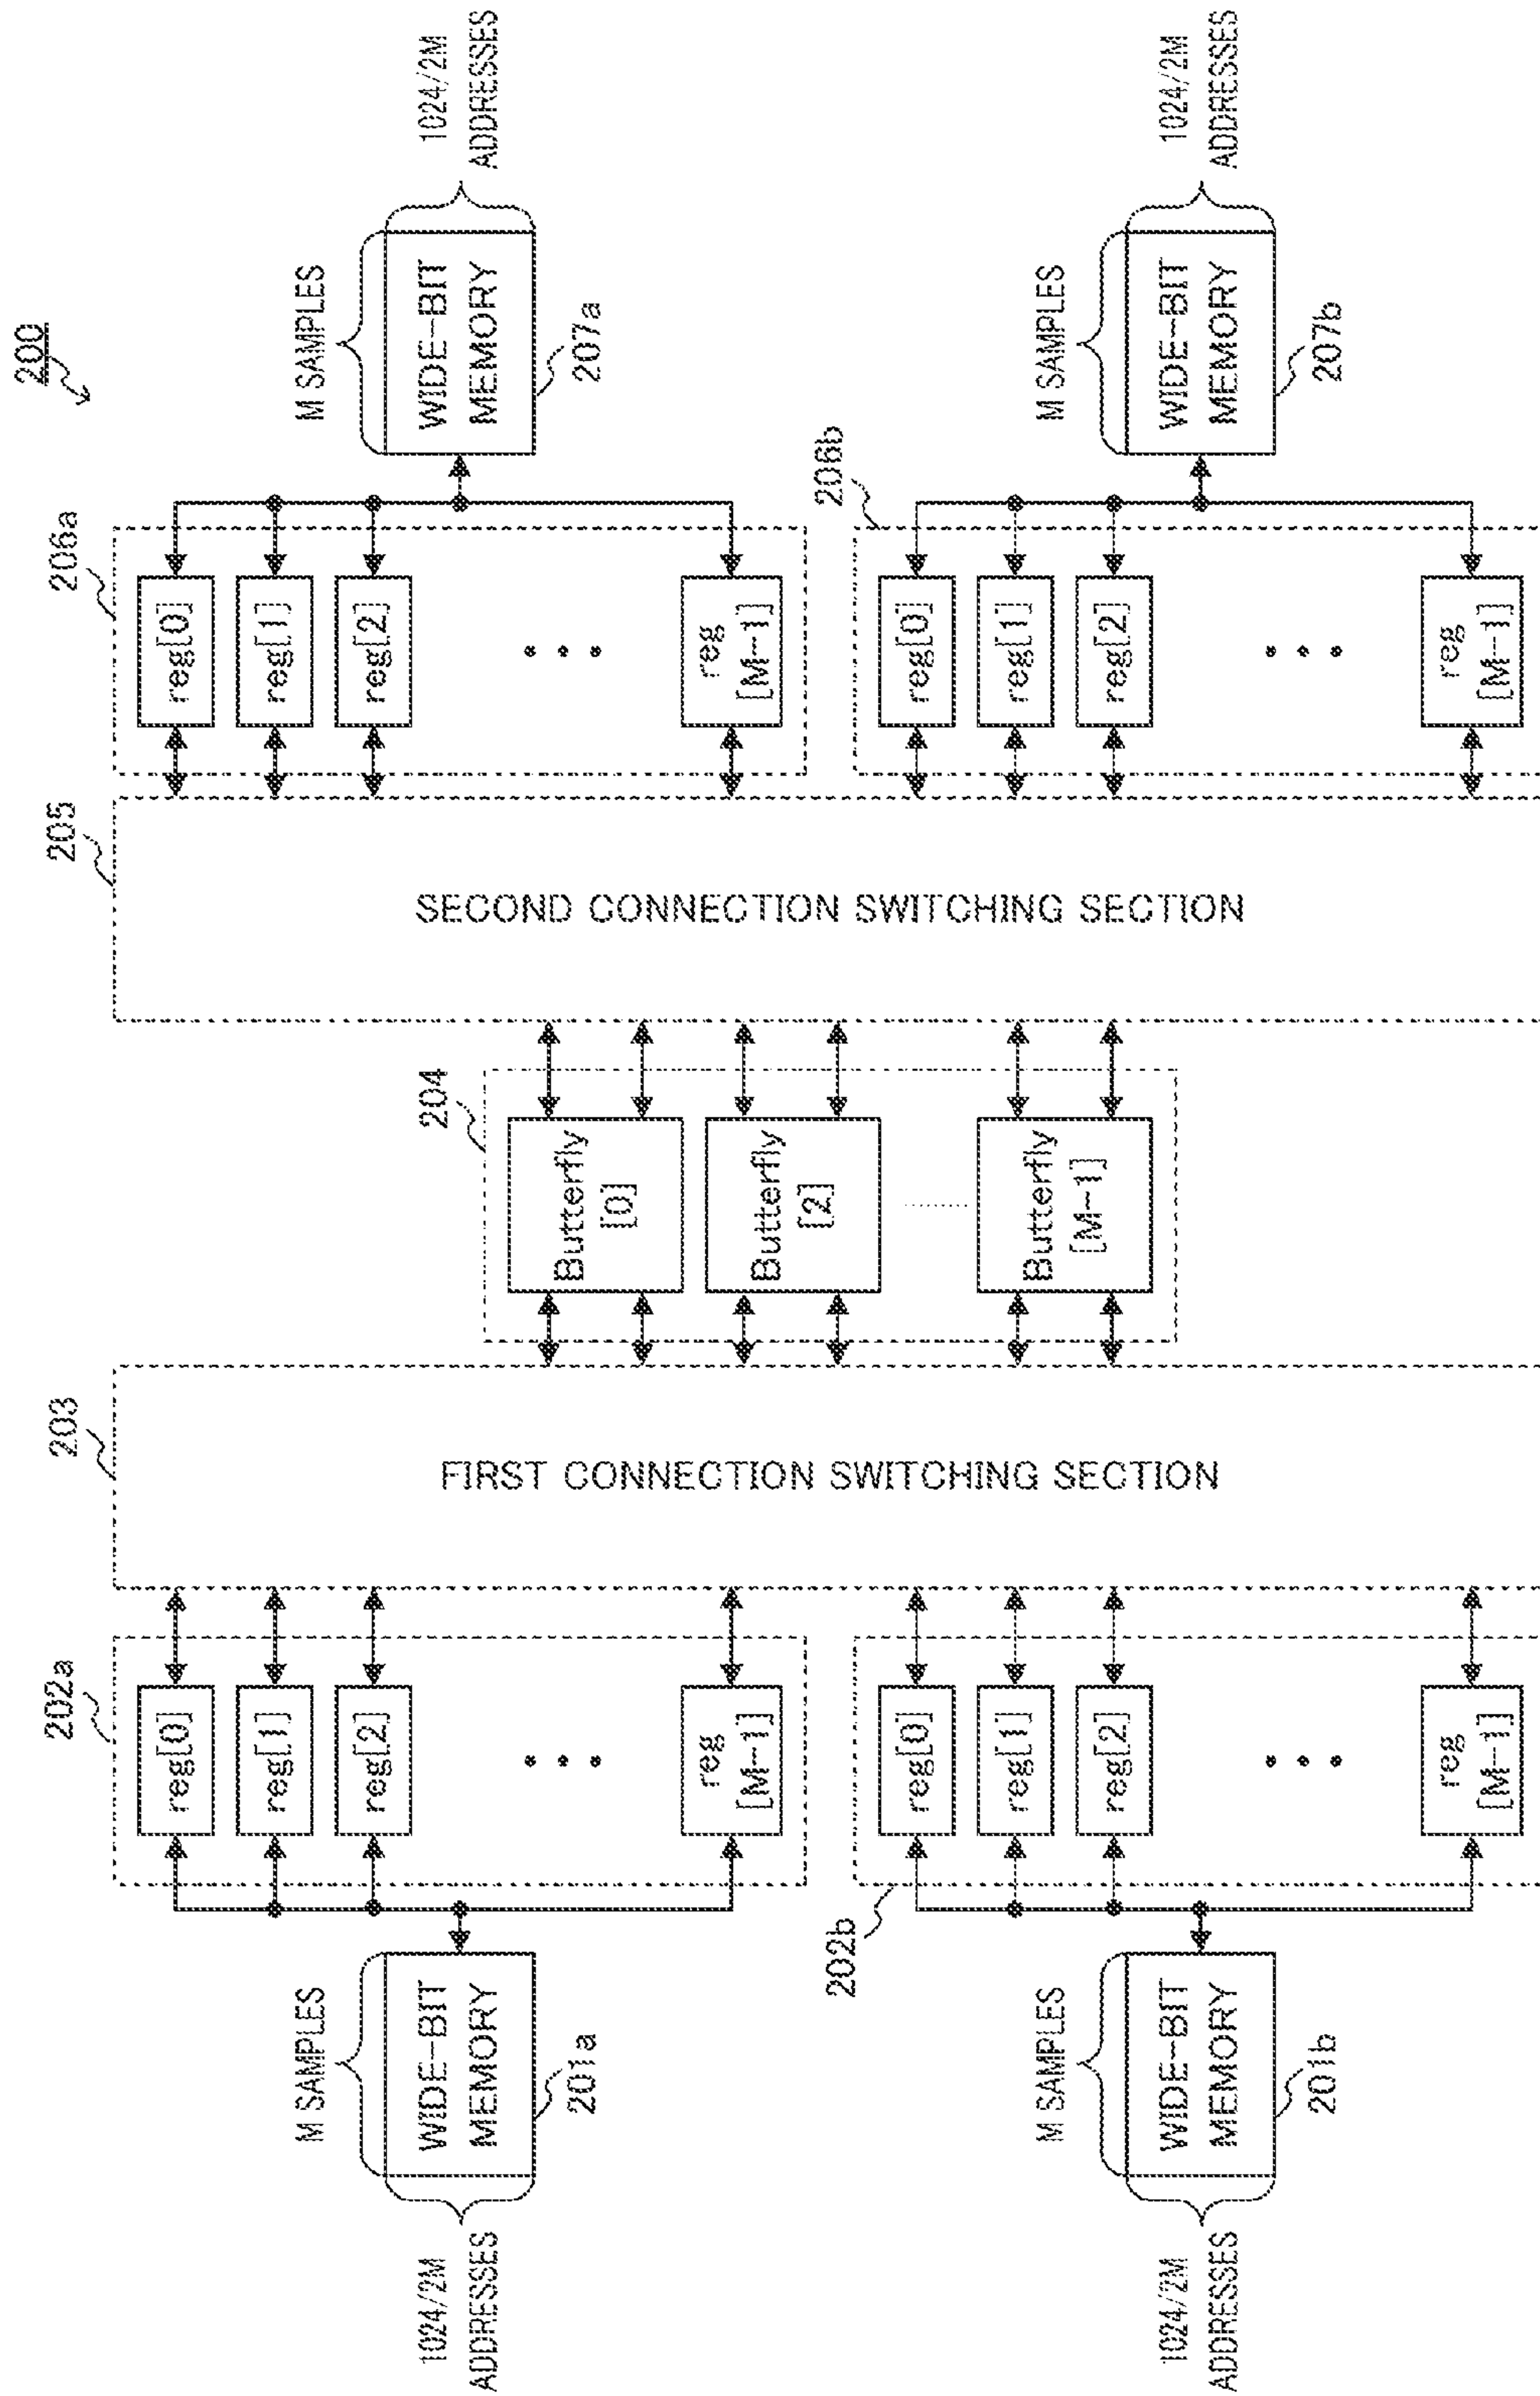 200
1024/2M
ADDRESSES
M SAMPLES
WIDE-BIT
MEMORY
201a
202a
reg[0]
reg[1]
reg[2]
reg
[M-1]
203
FIRST CONNECTION SWITCHING SECTION
204
Butterfly
[0]
Butterfly
[2]
Butterfly
[M-1]
205
SECOND CONNECTION SWITCHING SECTION
206a
reg[0]
reg[1]
reg[2]
reg
[M-1]
M SAMPLES
WIDE-BIT
MEMORY
207a
1024/2M
ADDRESSES
1024/2M
ADDRESSES
M SAMPLES
WIDE-BIT
MEMORY
201b
202b
reg[0]
reg[1]
reg[2]
reg
[M-1]
206b
reg[0]
reg[1]
reg[2]
reg
[M-1]
M SAMPLES
WIDE-BIT
MEMORY
207b
1024/2M
ADDRESSES